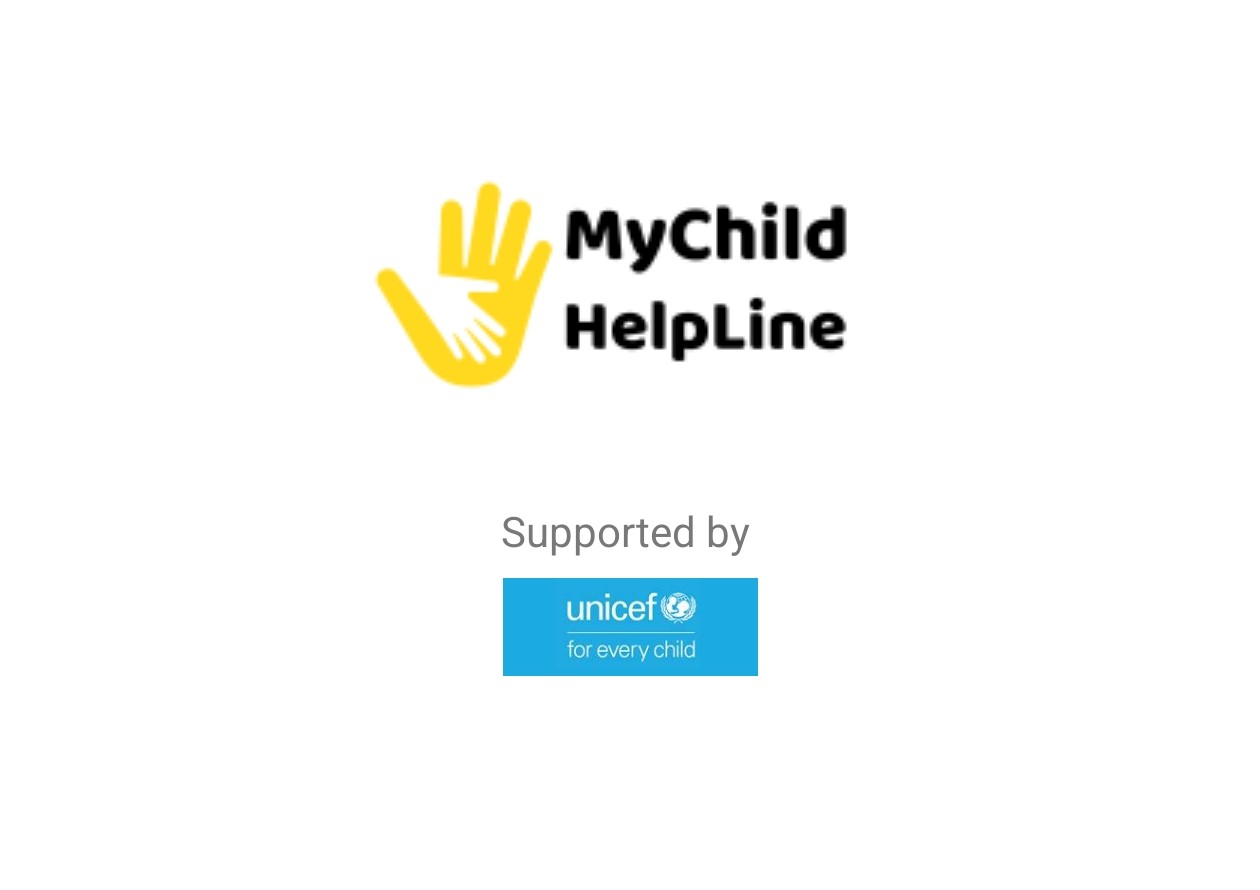 MyChild
HelpLine
Supported by
unicef
for every child